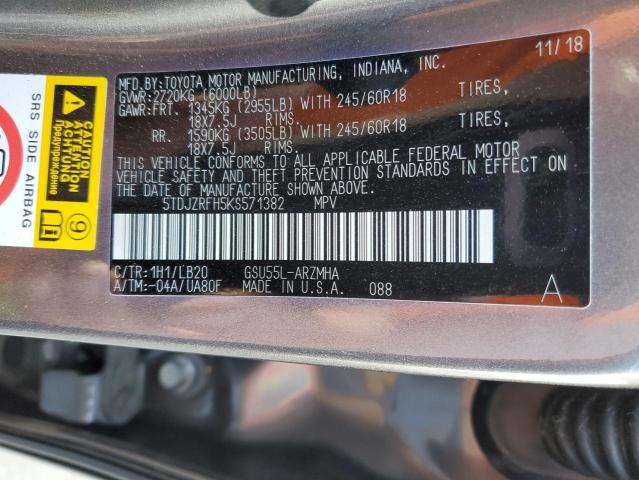 11/18
MFD.BY:TOYOTA MOTOR MANUFACTURING, INDIANA, INC.
GVWR:2720KG (6000LB)
GAWR:FRT. 1345KG (2955LB) WITH 245/60R18 TIRES,
18X7.5J RIMS.
RR. 1590KG (3505LB) WITH 245/60R18 TIRES,
18X7.5J RIMS.
THIS VEHICLE CONFORMS TO ALL APPLICABLE FEDERAL MOTOR
VEHICLE SAFETY AND THEFT PREVENTION STANDARDS IN EFFECT ON
THE DATE OF MANUFACTURE SHOWN ABOVE.
5TDJZRFH5KS571382 MPV
C/TR:1H1/LB20 GSU55L-ARZMHA
A/TM:-04A/UA80F MADE IN U.S.A. 088
A
SRS SIDE AIRBAG
CAUTION
ATTENTION
ACHTUNG
Предупреждение
9